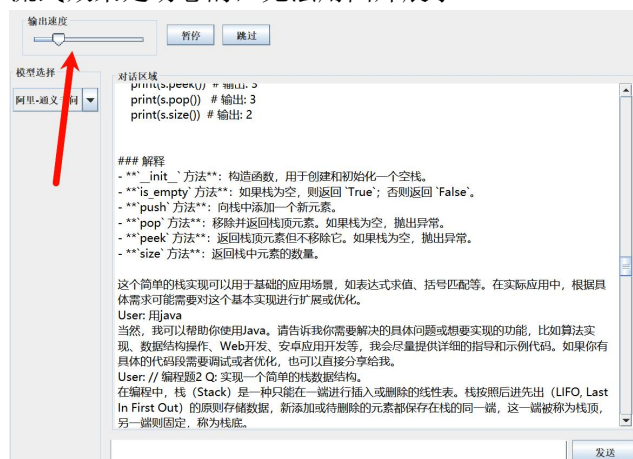 输出速度
暂停 跳过
模型选择
对话区域
阿里-通义
print(s.peek()) # 输出: 3
print(s.pop()) # 输出: 3
print(s.size()) # 输出: 2
### 解释
- **`__init__`方法**: 构造函数，用于创建和初始化一个空栈。
- **`is_empty`方法**: 如果栈为空，则返回 `True`；否则返回 `False`。
- **`push`方法**: 向栈中添加一个新元素。
- **`pop`方法**: 移除并返回栈顶元素。如果栈为空，抛出异常。
- **`peek`方法**: 返回栈顶元素但不移除它。如果栈为空，抛出异常。
- **`size`方法**: 返回栈中元素的数量。
这个简单的栈实现可以用于基础的应用场景，如表达式求值、括号匹配等。在实际应用中，根据具
体需求可能需要对这个基本实现进行扩展或优化。
User: 用java
当然，我可以帮助你使用Java。请告诉我你需要解决的具体问题或想要实现的功能，比如算法实
现、数据结构操作、Web开发、安卓应用开发等，我会尽量提供详细的指导和示例代码。如果你有
具体的代码段需要调试或者优化，也可以直接分享给我。
User: // 编程题2 Q: 实现一个简单的栈数据结构。
在编程中，栈（Stack）是一种只能在一端进行插入或删除的线性表。栈按照后进先出（LIFO, Last
In First Out）的原则存储数据，新添加或待删除的元素都保存在栈的同一端，这一端被称为栈顶，
另一端则固定，称为栈底。
发送